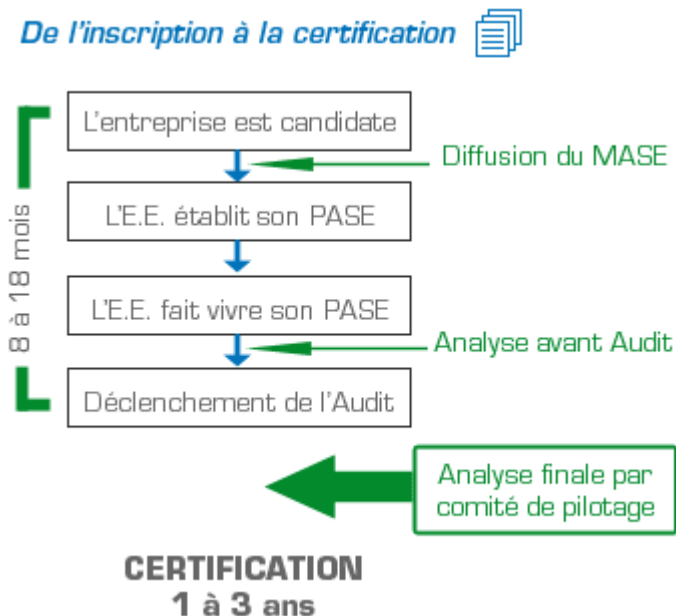 De l'inscription à la certification
L'entreprise est candidate
Diffusion du MASE
L'E.E. établit son PASE
8 à 18 mois
L'E.E. fait vivre son PASE
Analyse avant Audit
Déclenchement de l'Audit
Analyse finale par
comité de pilotage
CERTIFICATION
1 à 3 ans